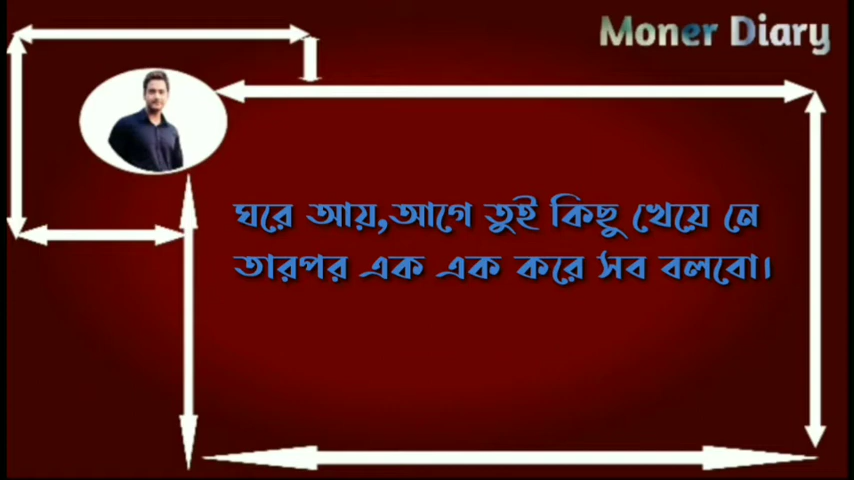 Moner Diary
ঘরে আয়,আগে তুই কিছু খেয়ে নে
তারপর এক এক করে সব বলবো।